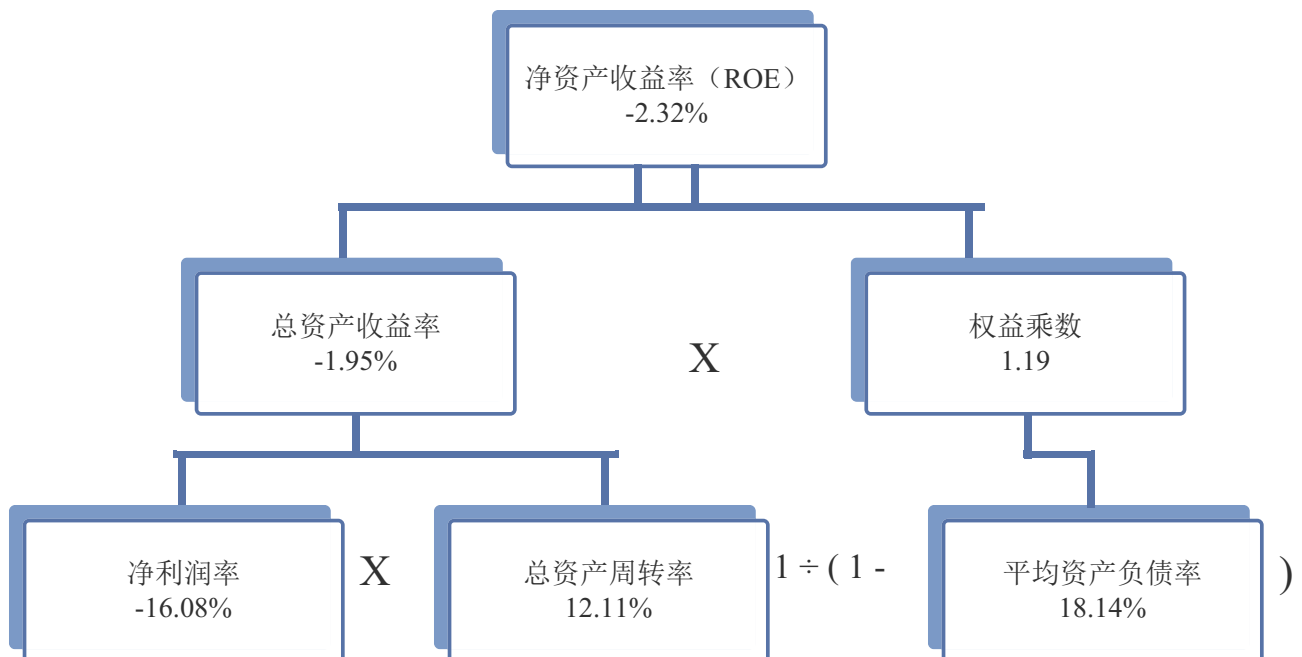 净资产收益率（ROE）
-2.32%
总资产收益率
-1.95%
X
权益乘数
1.19
净利润率
-16.08%
X
总资产周转率
12.11%
1 ÷ ( 1 -
平均资产负债率
18.14%
)